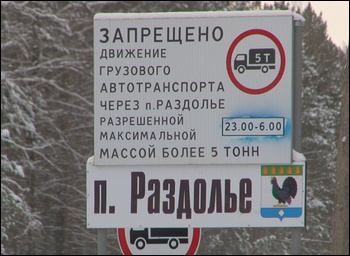 ЗАПРЕЩЕНО
ДВИЖЕНИЕ
ГРУЗОВОГО
АВТОТРАНСПОРТА
ЧЕРЕЗ п.РАЗДОЛЬЕ
РАЗРЕШЕННОЙ
МАКСИМАЛЬНОЙ
МАССОЙ БОЛЕЕ 5 ТОНН
5Т
23.00-6.00
п. Раздолье